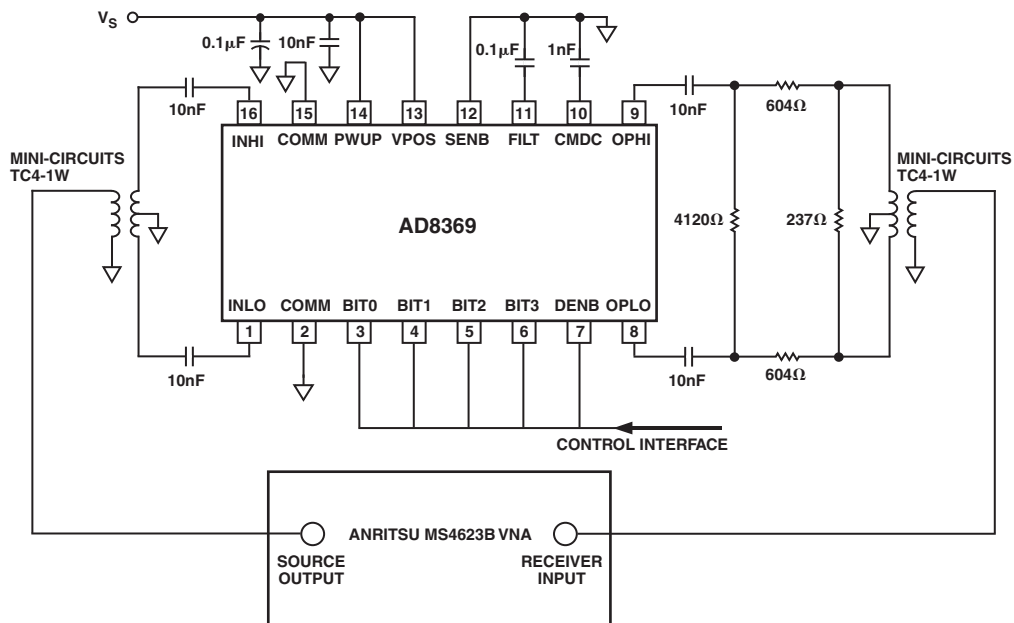 V_S
0.1µF
10nF
0.1µF
1nF
10nF
10nF
604Ω
16 15 14 13 12 11 10 9
INHI COMM PWUP VPOS SENB FILT CMDC OPHI
MINI-CIRCUITS
TC4-1W
MINI-CIRCUITS
TC4-1W
AD8369
4120Ω
237Ω
INLO COMM BIT0 BIT1 BIT2 BIT3 DENB OPLO
1 2 3 4 5 6 7 8
10nF
10nF
604Ω
CONTROL INTERFACE
ANRITSU MS4623B VNA
SOURCE
OUTPUT
RECEIVER
INPUT